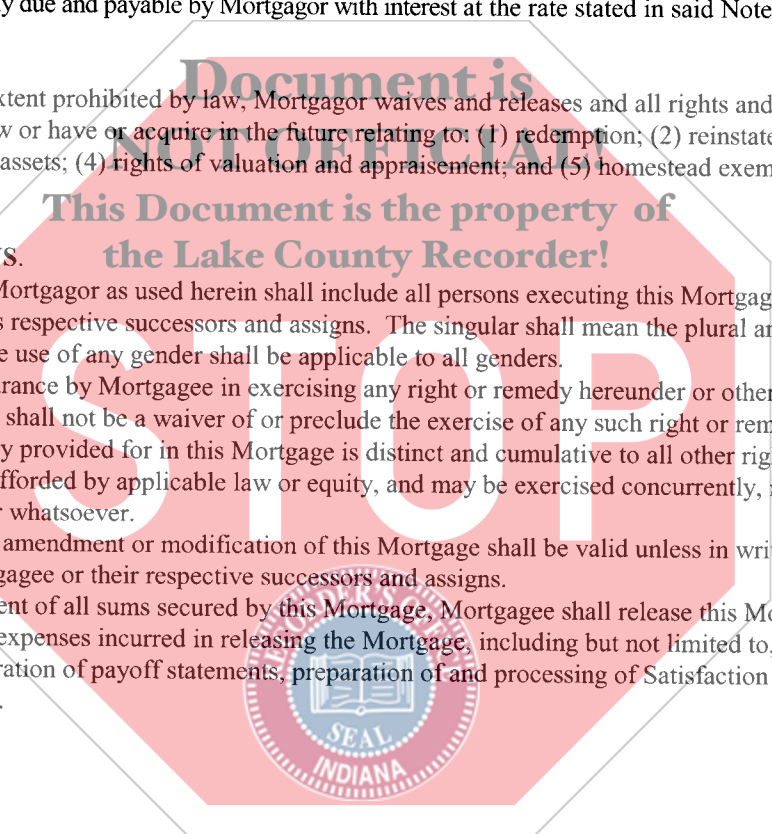 y due and payable by Mortgagor with interest at the rate stated in said Note
Document is
xtent prohibited by law, Mortgagor waives and releases and all rights and
w or have or acquire in the future relating to: (1) redemption; (2) reinstate
NOT OFFICIAL!
assets; (4) rights of valuation and appraisement; and (5) homestead exem
This Document is the property of
the Lake County Recorder!
S.
Mortgagor as used herein shall include all persons executing this Mortgag
s respective successors and assigns. The singular shall mean the plural an
e use of any gender shall be applicable to all genders.
rance by Mortgagee in exercising any right or remedy hereunder or other
shall not be a waiver of or preclude the exercise of any such right or rem
y provided for in this Mortgage is distinct and cumulative to all other rig
fforded by applicable law or equity, and may be exercised concurrently,
r whatsoever.
amendment or modification of this Mortgage shall be valid unless in wri
gagee or their respective successors and assigns.
ent of all sums secured by this Mortgage, Mortgagee shall release this Mo
expenses incurred in releasing the Mortgage, including but not limited to,
ration of payoff statements, preparation of and processing of Satisfaction
STOP
SEAL
INDIANA